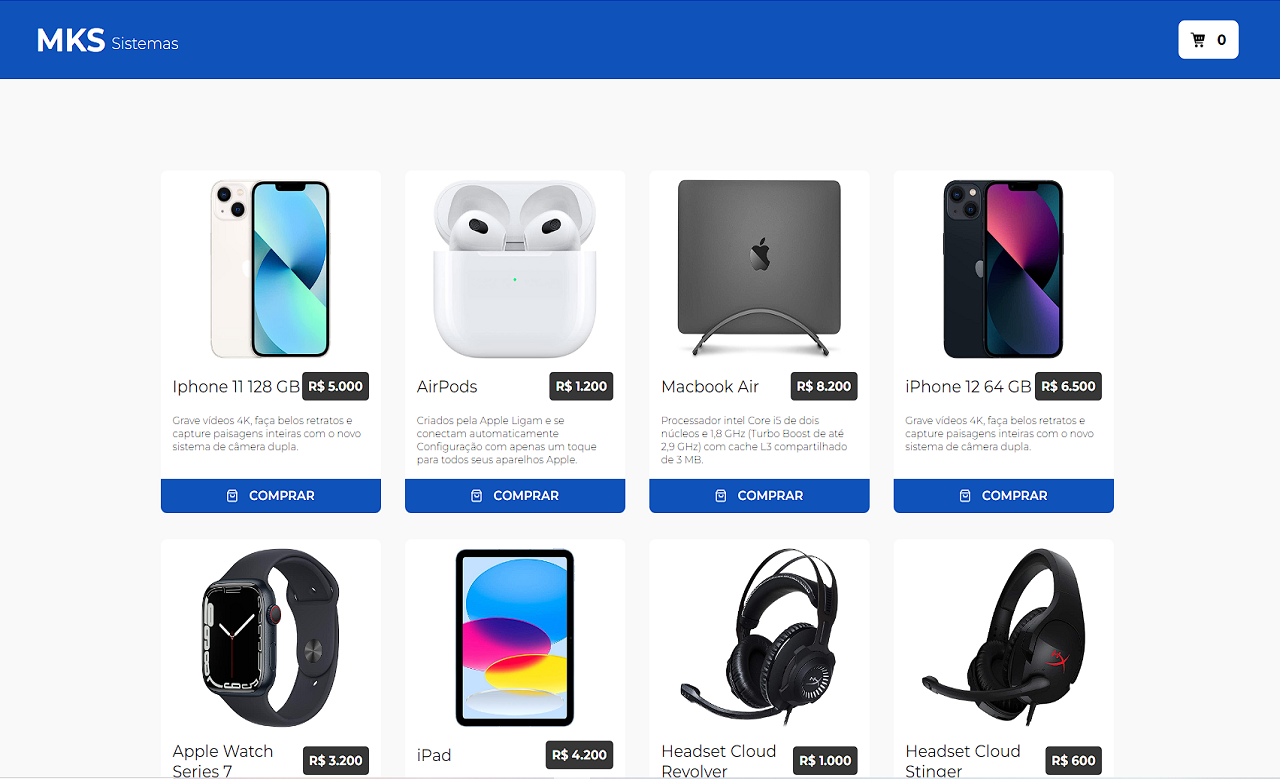 MKS Sistemas
0
Iphone 11 128 GB R$ 5.000
Grave vídeos 4K, faça belos retratos e
capture paisagens inteiras com o novo
sistema de câmera dupla.
COMPRAR
AirPods R$ 1.200
Criados pela Apple Ligam e se
conectam automaticamente
Configuração com apenas um toque
para todos seus aparelhos Apple.
COMPRAR
Macbook Air R$ 8.200
Processador intel Core i5 de dois
núcleos e 1,8 GHz (Turbo Boost de até
2,9 GHz) com cache L3 compartilhado
de 3 MB.
COMPRAR
iPhone 12 64 GB R$ 6.500
Grave vídeos 4K, faça belos retratos e
capture paisagens inteiras com o novo
sistema de câmera dupla.
COMPRAR
Apple Watch
Series 7
R$ 3.200
iPad R$ 4.200
Headset Cloud
Revolver
R$ 1.000
Headset Cloud
Stinger
R$ 600